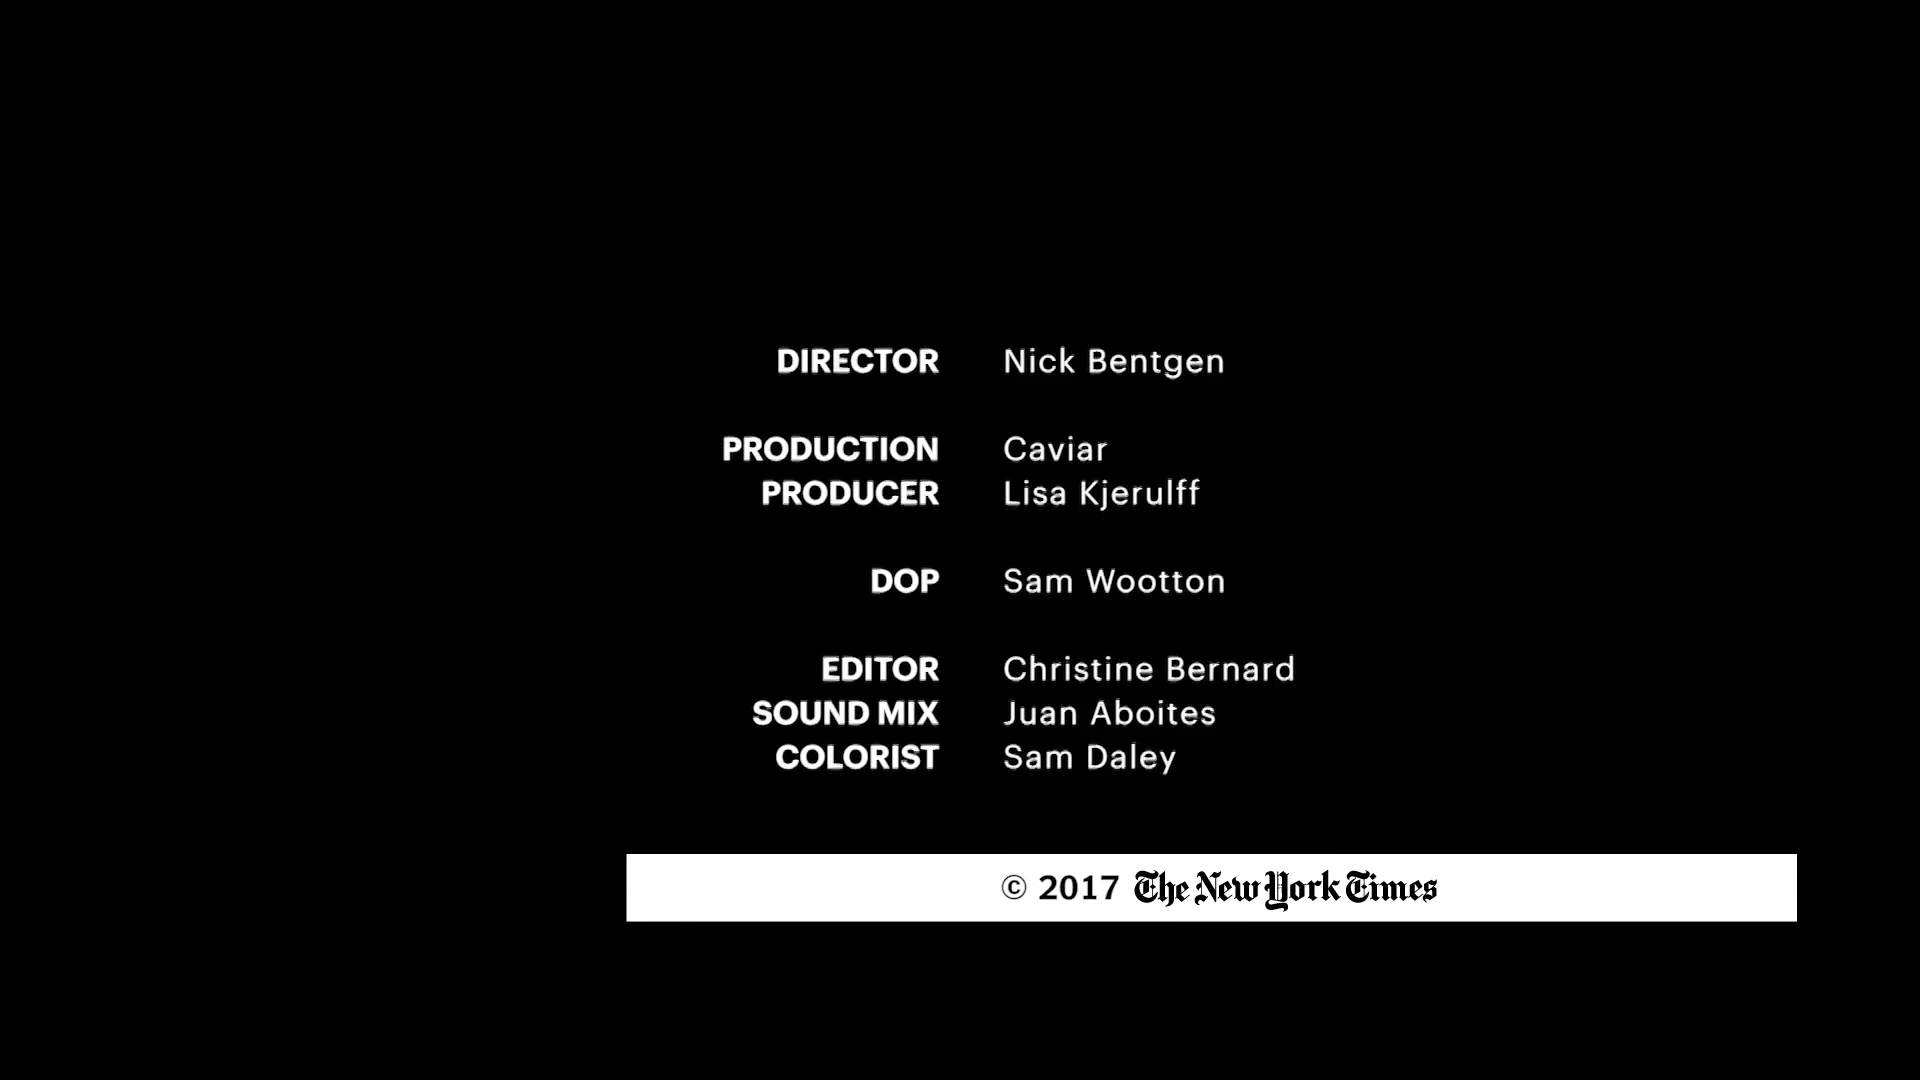 DIRECTOR Nick Bentgen
PRODUCTION Caviar
PRODUCER Lisa Kjerulff
DOP Sam Wootton
EDITOR Christine Bernard
SOUND MIX Juan Aboites
COLORIST Sam Daley
© 2017 The New York Times